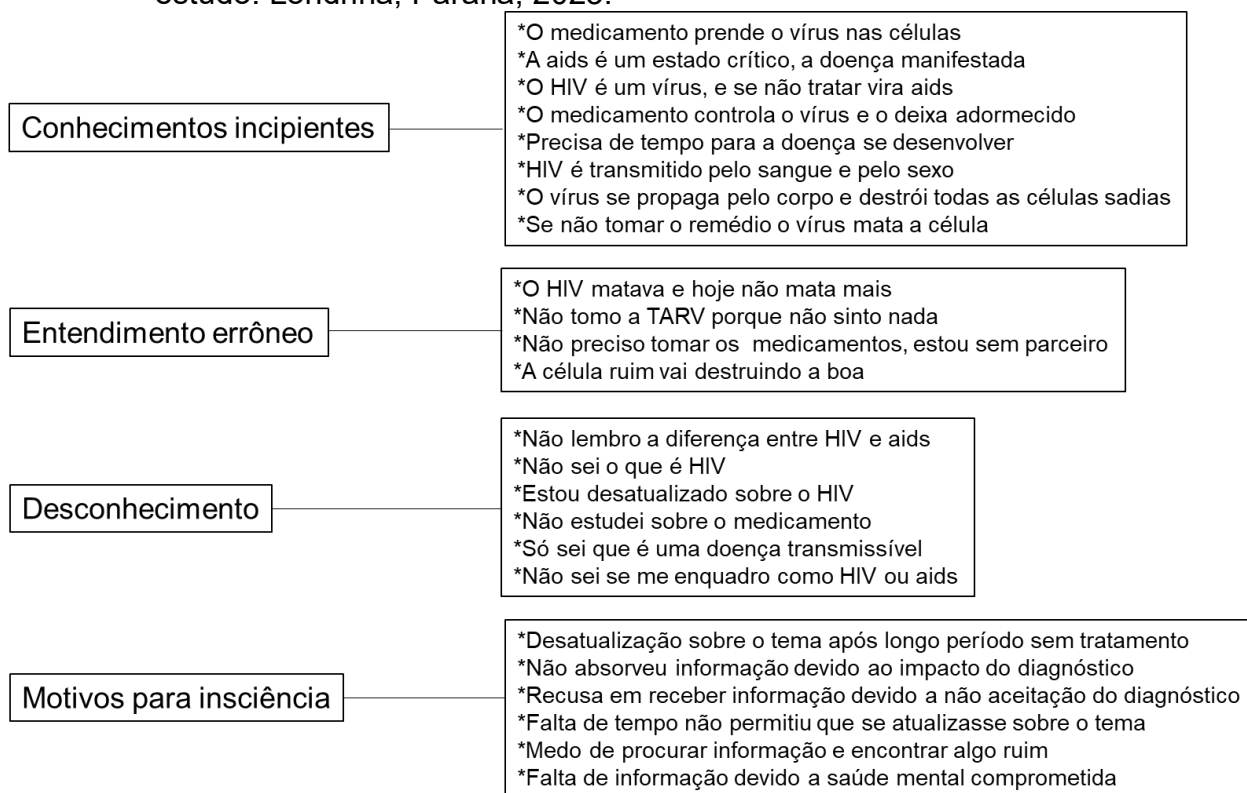 estudo. Londrina, Paraná, 2023.
Conhecimentos incipientes
*O medicamento prende o vírus nas células
*A aids é um estado crítico, a doença manifestada
*O HIV é um vírus, e se não tratar vira aids
*O medicamento controla o vírus e o deixa adormecido
*Precisa de tempo para a doença se desenvolver
*HIV é transmitido pelo sangue e pelo sexo
*O vírus se propaga pelo corpo e destrói todas as células sadias
*Se não tomar o remédio o vírus mata a célula
Entendimento errôneo
*O HIV matava e hoje não mata mais
*Não tomo a TARV porque não sinto nada
*Não preciso tomar os medicamentos, estou sem parceiro
*A célula ruim vai destruindo a boa
Desconhecimento
*Não lembro a diferença entre HIV e aids
*Não sei o que é HIV
*Estou desatualizado sobre o HIV
*Não estudei sobre o medicamento
*Só sei que é uma doença transmissível
*Não sei se me enquadro como HIV ou aids
Motivos para insciência
*Desatualização sobre o tema após longo período sem tratamento
*Não absorveu informação devido ao impacto do diagnóstico
*Recusa em receber informação devido a não aceitação do diagnóstico
*Falta de tempo não permitiu que se atualizasse sobre o tema
*Medo de procurar informação e encontrar algo ruim
*Falta de informação devido a saúde mental comprometida